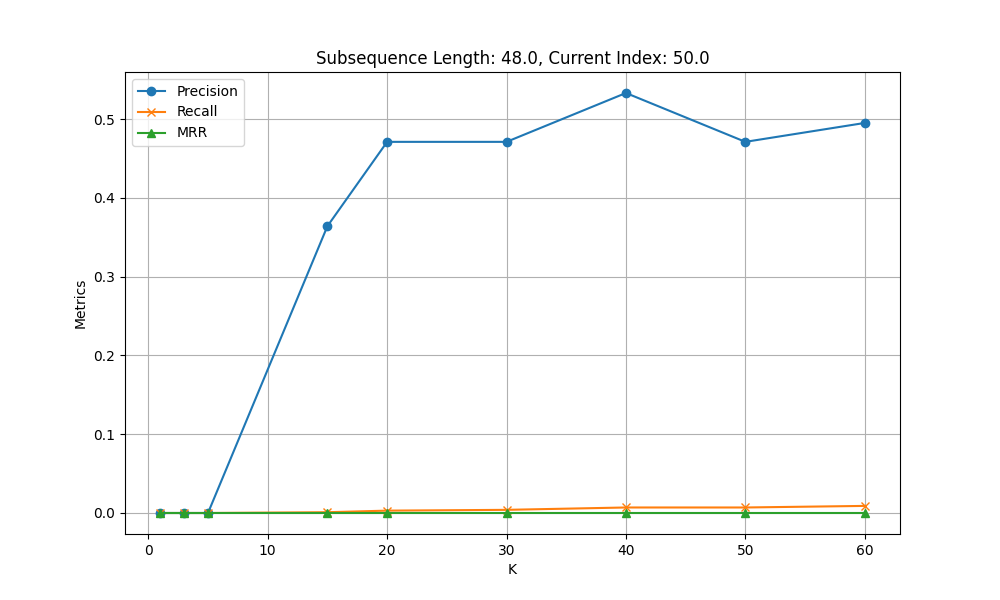 Subsequence Length: 48.0, Current Index: 50.0
Precision
Recall
MRR
0.5
0.4
0.3
0.2
0.1
0.0
Metrics
0 10 20 30 40 50 60
K